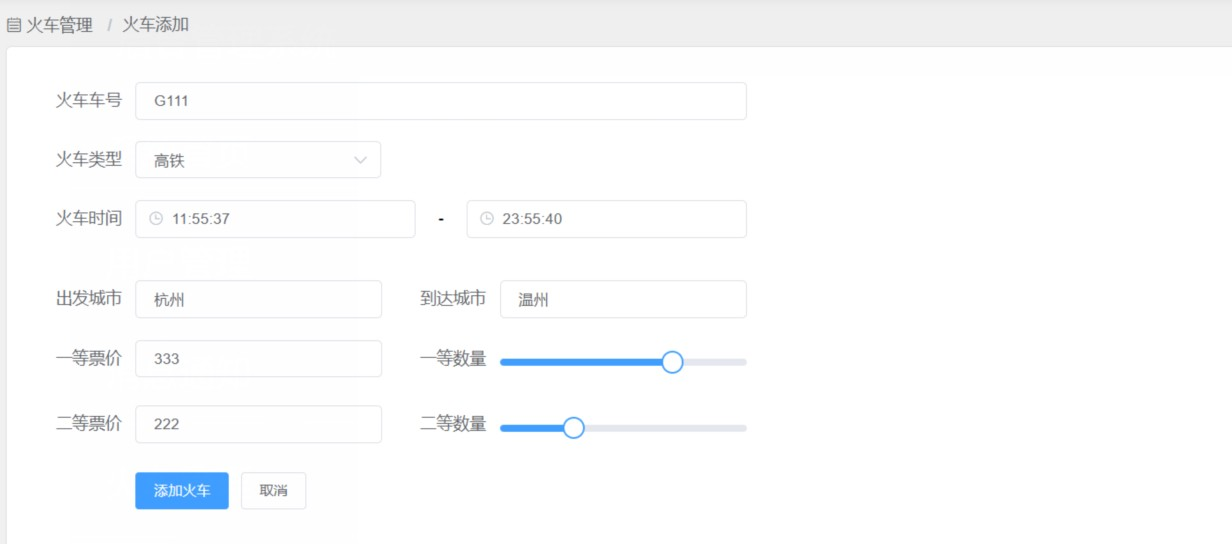 火车管理 / 火车添加
火车车号 G111
火车类型 高铁
火车时间 11:55:37 - 23:55:40
出发城市 杭州 到达城市 温州
一等票价 333 一等数量
二等票价 222 二等数量
添加火车 取消